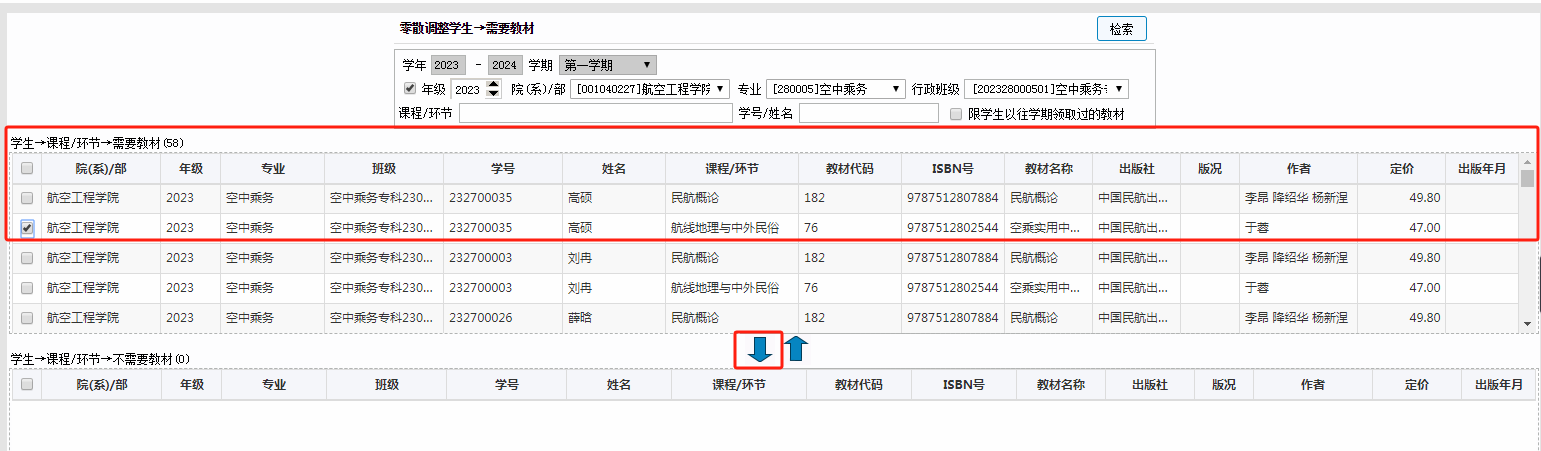 零散调整学生→需要教材 检索
学年 2023 - 2024 学期 第一学期
年级 2023 院(系)/部 [001040227]航空工程学院 专业 [280005]空中乘务 行政班级 [202328000501]空中乘务专
课程/环节 学号/姓名 限学生以往学期领取过的教材
学生→课程/环节→需要教材(58)
院(系)/部 年级 专业 班级 学号 姓名 课程/环节 教材代码 ISBN号 教材名称 出版社 版况 作者 定价 出版年月
航空工程学院 2023 空中乘务 空中乘务专科230... 232700035 高硕 民航概论 182 9787512807884 民航概论 中国民航出... 李昂 降绍华 杨新涅 49.80
航空工程学院 2023 空中乘务 空中乘务专科230... 232700035 高硕 航线地理与中外民俗 76 9787512802544 空乘实用中... 中国民航出... 于蓉 47.00
航空工程学院 2023 空中乘务 空中乘务专科230... 232700003 刘冉 民航概论 182 9787512807884 民航概论 中国民航出... 李昂 降绍华 杨新涅 49.80
航空工程学院 2023 空中乘务 空中乘务专科230... 232700003 刘冉 航线地理与中外民俗 76 9787512802544 空乘实用中... 中国民航出... 于蓉 47.00
航空工程学院 2023 空中乘务 空中乘务专科230... 232700026 薛晗 民航概论 182 9787512807884 民航概论 中国民航出... 李昂 降绍华 杨新涅 49.80
学生→课程/环节→不需要教材(0)
院(系)/部 年级 专业 班级 学号 姓名 课程/环节 教材代码 ISBN号 教材名称 出版社 版况 作者 定价 出版年月